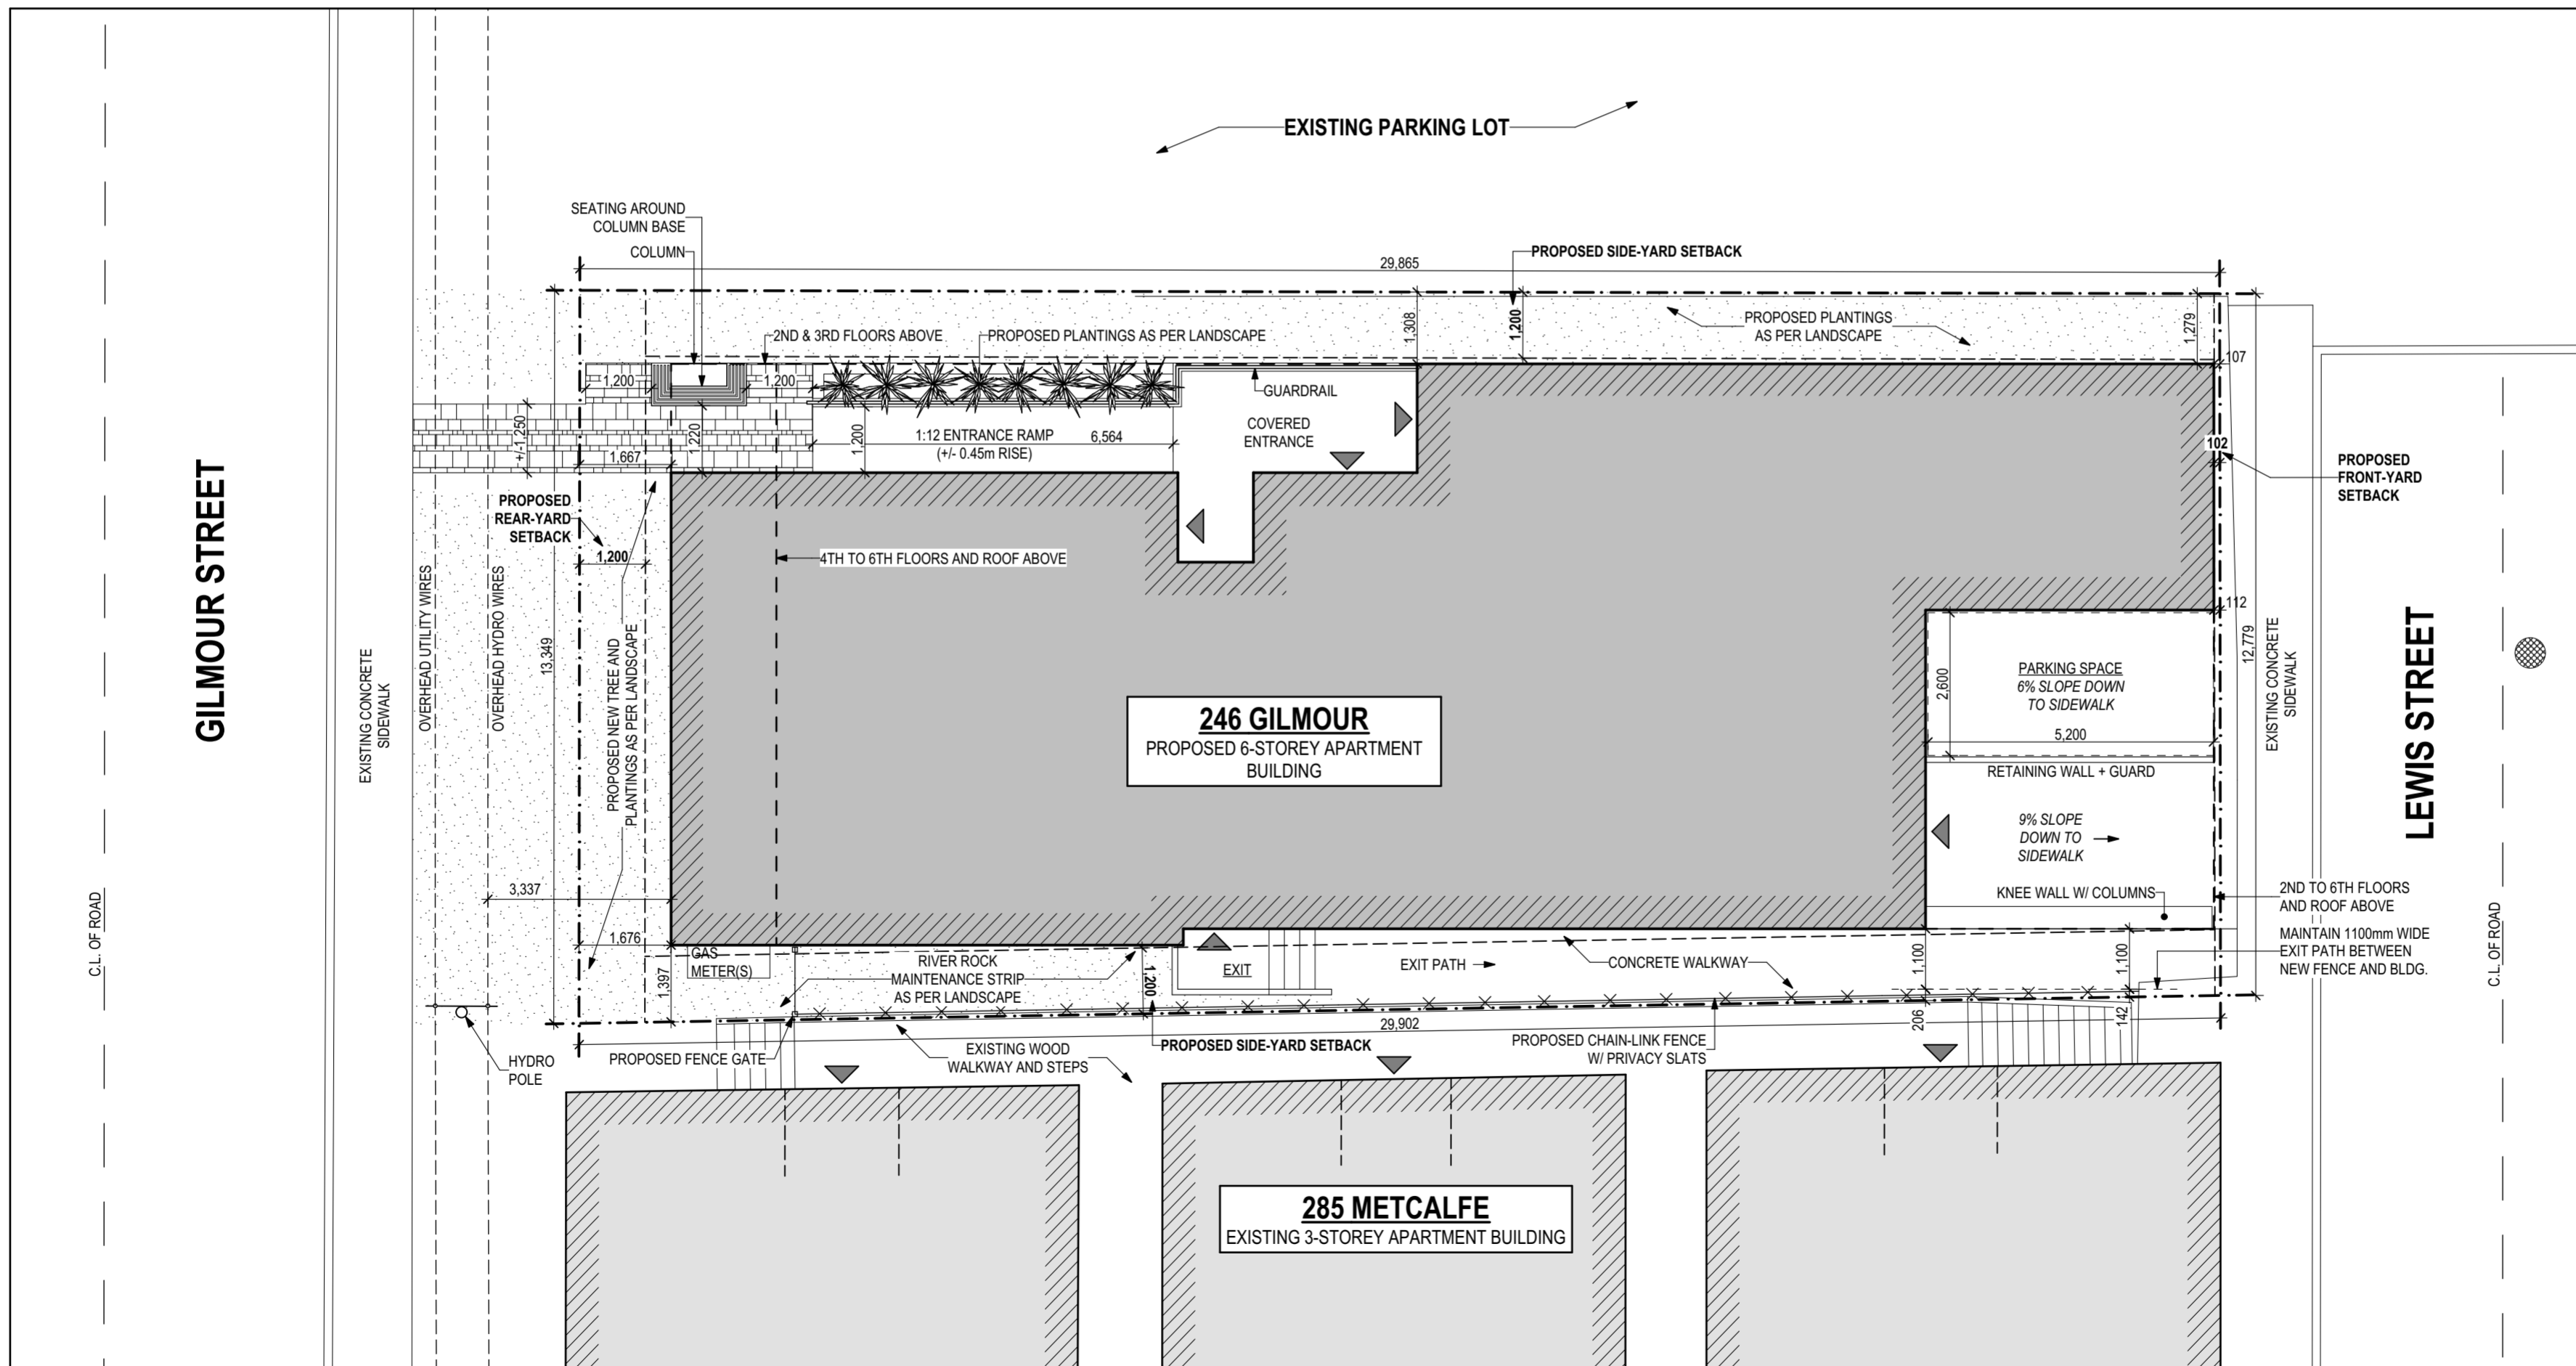 EXISTING PARKING LOT
SEATING AROUND
COLUMN BASE
COLUMN
PROPOSED SIDE-YARD SETBACK
29,865
2ND & 3RD FLOORS ABOVE
PROPOSED PLANTINGS AS PER LANDSCAPE
1,308
1,200
PROPOSED PLANTINGS
AS PER LANDSCAPE
1,279
107
1,200
1,200
GUARDRAIL
COVERED
ENTRANCE
+/-1,250
1,220
1,200
1:12 ENTRANCE RAMP
(+/- 0.45m RISE)
6,564
1,667
102
PROPOSED
FRONT-YARD
SETBACK
PROPOSED
REAR-YARD
SETBACK
1,200
4TH TO 6TH FLOORS AND ROOF ABOVE
GILMOUR STREET
EXISTING CONCRETE
SIDEWALK
OVERHEAD UTILITY WIRES
OVERHEAD HYDRO WIRES
13,349
PROPOSED NEW TREE AND
PLANTINGS AS PER LANDSCAPE
112
12,779
EXISTING CONCRETE
SIDEWALK
LEWIS STREET
2,600
PARKING SPACE
6% SLOPE DOWN
TO SIDEWALK
5,200
246 GILMOUR
PROPOSED 6-STOREY APARTMENT
BUILDING
RETAINING WALL + GUARD
9% SLOPE
DOWN TO
SIDEWALK
3,337
KNEE WALL W/ COLUMNS
2ND TO 6TH FLOORS
AND ROOF ABOVE
C.L. OF ROAD
C.L. OF ROAD
1,676
GAS
METER(S)
1,397
RIVER ROCK
MAINTENANCE STRIP
AS PER LANDSCAPE
1,200
EXIT
EXIT PATH
CONCRETE WALKWAY
1,100
1,100
MAINTAIN 1100mm WIDE
EXIT PATH BETWEEN
NEW FENCE AND BLDG.
29,902
206
142
HYDRO
POLE
PROPOSED FENCE GATE
EXISTING WOOD
WALKWAY AND STEPS
PROPOSED SIDE-YARD SETBACK
PROPOSED CHAIN-LINK FENCE
W/ PRIVACY SLATS
285 METCALFE
EXISTING 3-STOREY APARTMENT BUILDING